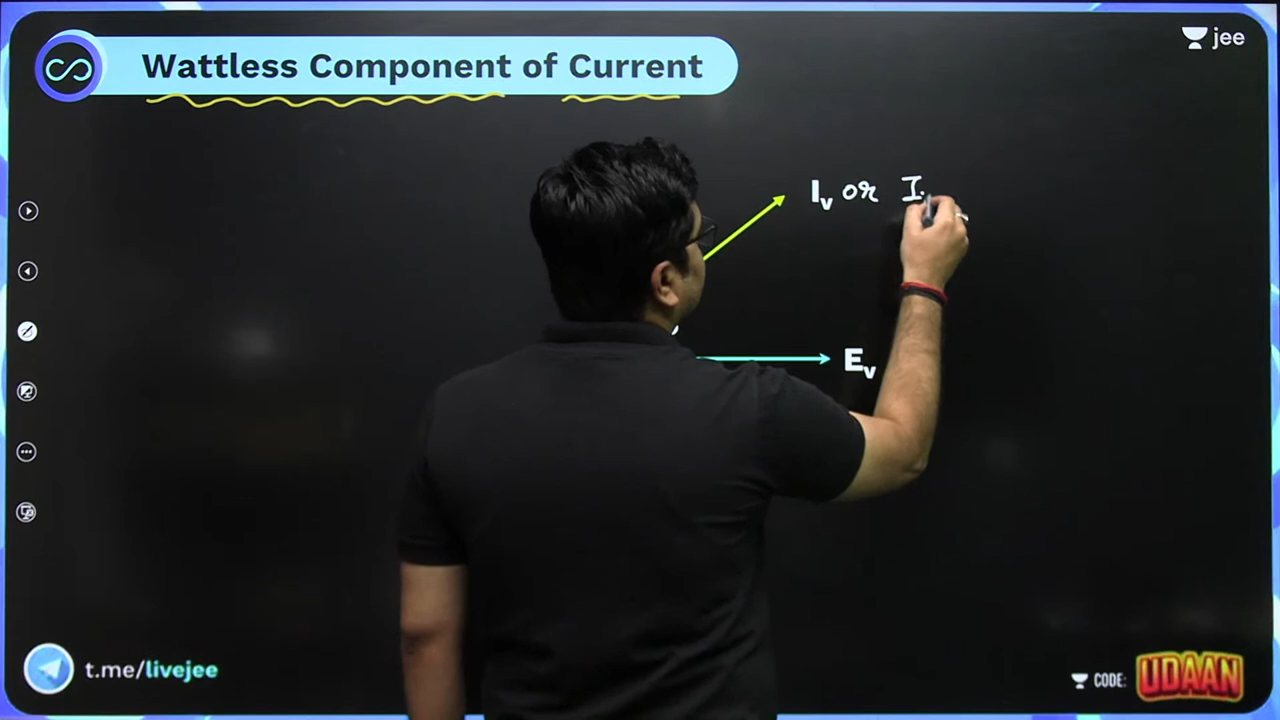 Wattless Component of Current
jee
Iv or I
Ev
t.me/livejee
CODE: UDAAN